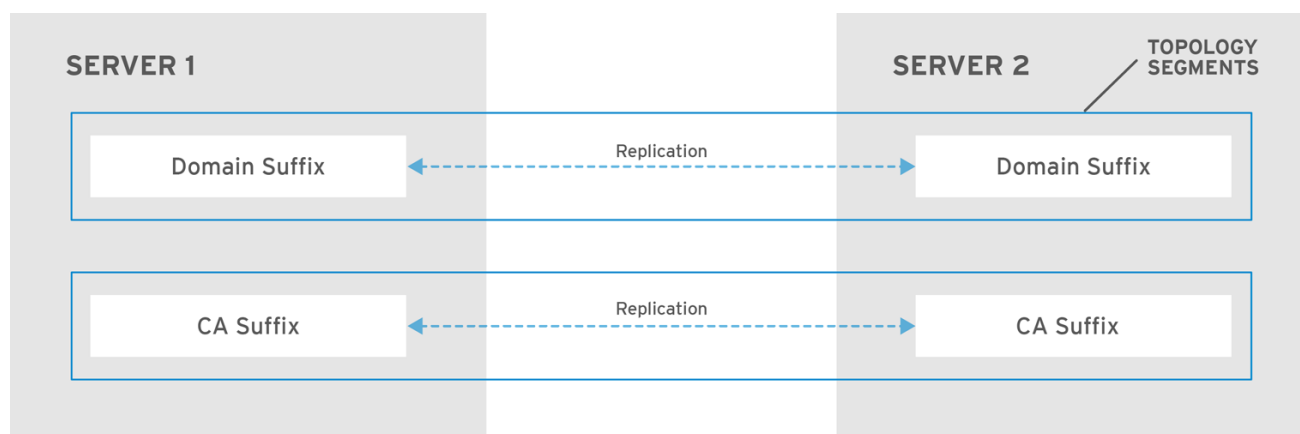 SERVER 1
SERVER 2
TOPOLOGY
SEGMENTS
Domain Suffix
Replication
Domain Suffix
CA Suffix
Replication
CA Suffix